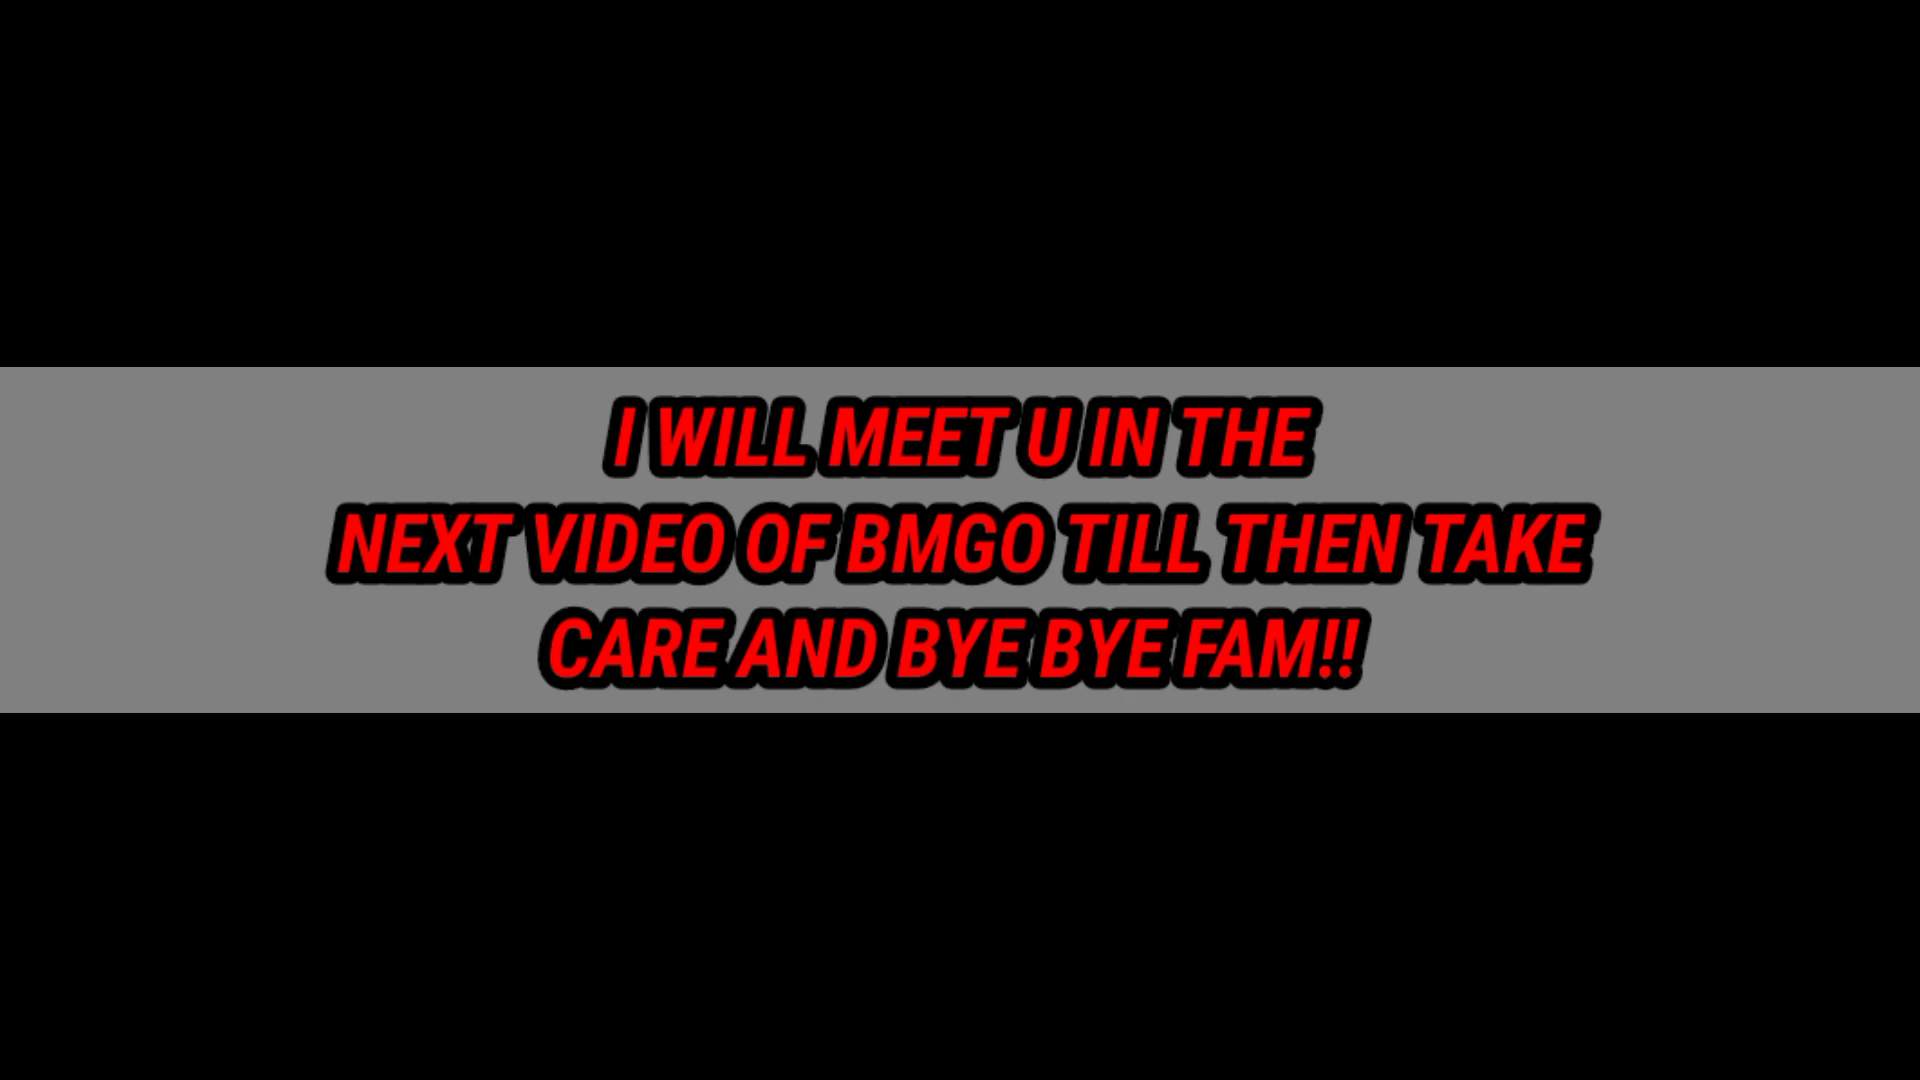 I WILL MEET U IN THE
NEXT VIDEO OF BMGO TILL THEN TAKE
CARE AND BYE BYE FAM!!